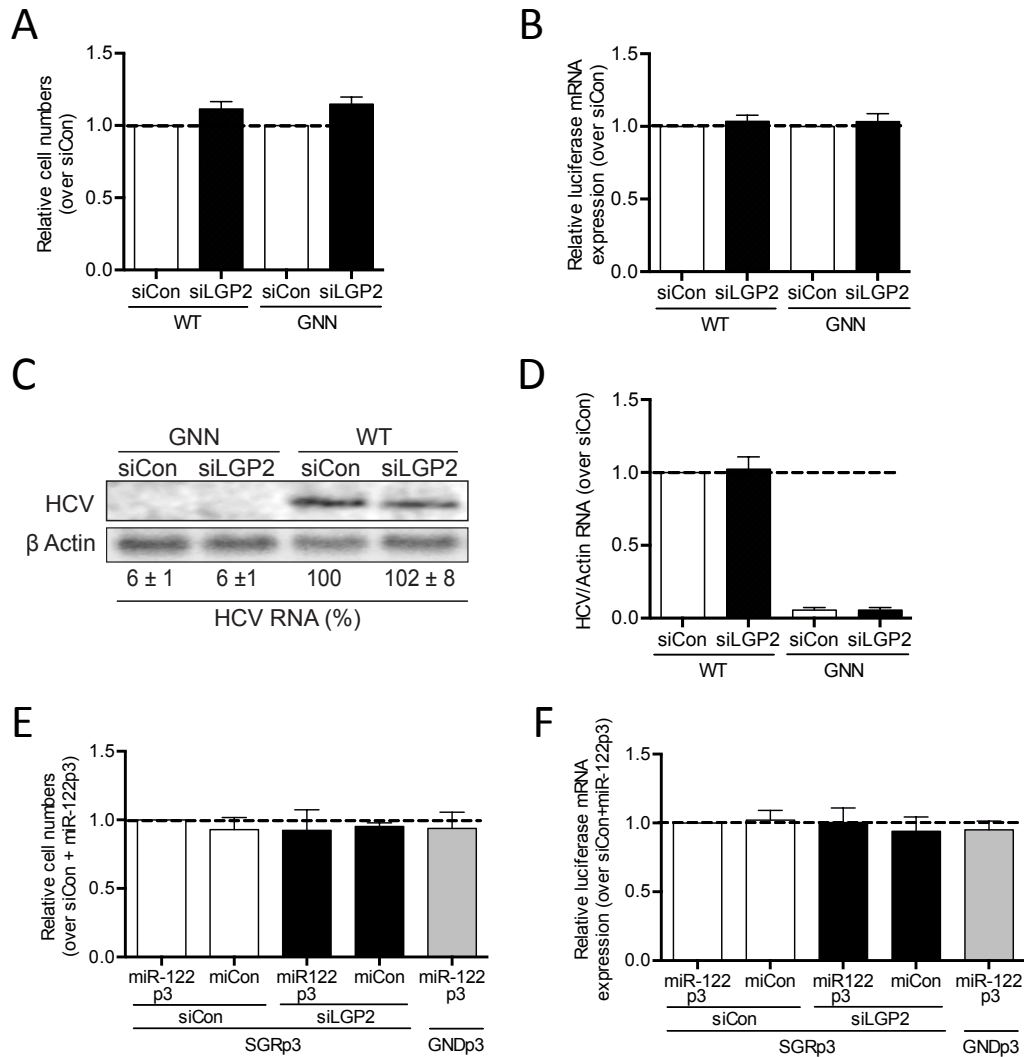 A
Relative cell numbers
(over siCon)
1.5
1.0
0.5
0.0
siCon siLGP2 siCon siLGP2
WT GNN
B
Relative luciferase mRNA
expression (over siCon)
1.5
1.0
0.5
0.0
siCon siLGP2 siCon siLGP2
WT GNN
C
GNN WT
siCon siLGP2 siCon siLGP2
HCV
β Actin
6 ± 1 6 ±1 100 102 ± 8
HCV RNA (%)
D
HCV/Actin RNA (over siCon)
1.5
1.0
0.5
0.0
siCon siLGP2 siCon siLGP2
WT GNN
E
Relative cell numbers
(over siCon + miR-122p3)
1.5
1.0
0.5
0.0
miR-122 miCon miR122 miCon miR-122
p3 p3 p3
siCon siLGP2
SGRp3 GNDp3
F
Relative luciferase mRNA
expression (over siCon+miR-122p3)
1.5
1.0
0.5
0.0
miR-122 miCon miR122 miCon miR-122
p3 p3 p3
siCon siLGP2
SGRp3 GNDp3